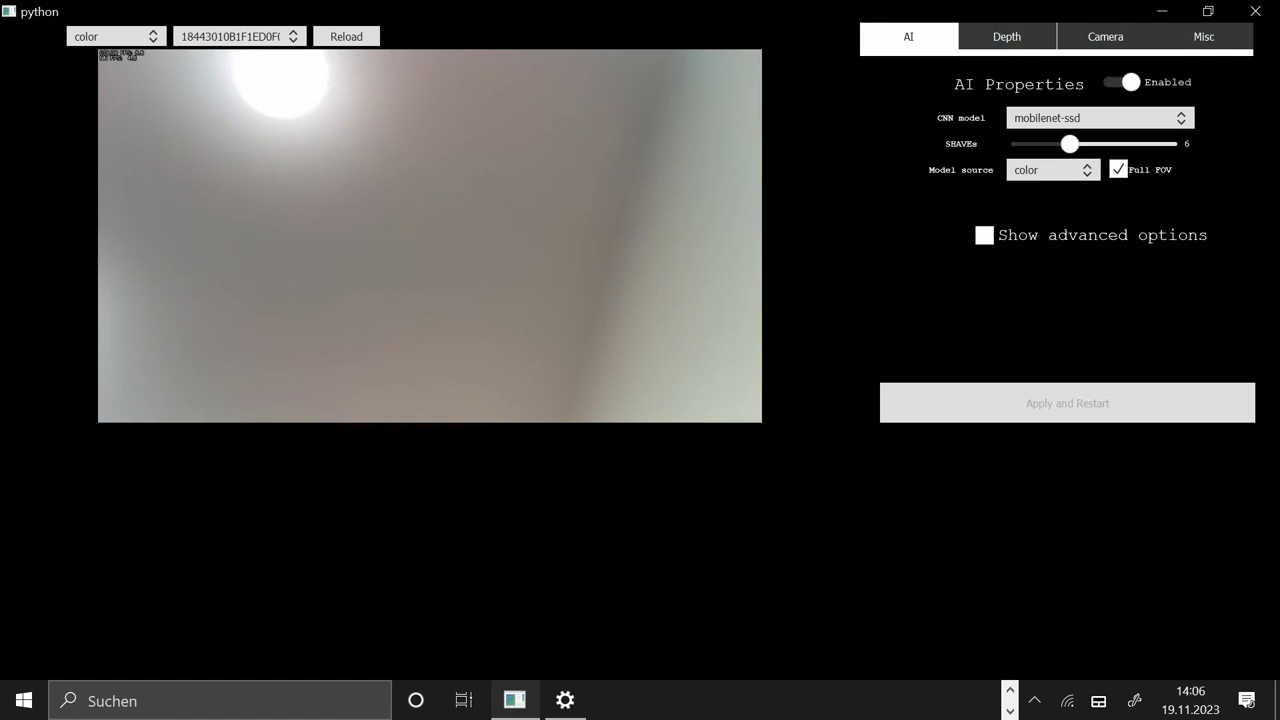 python
color
18443010B1F1ED0F(
Reload
AI
Depth
Camera
Misc
AI Properties
Enabled
CNN model
mobilenet-ssd
SHAVEs
6
Model source
color
Full FOV
Show advanced options
Apply and Restart
Suchen
14:06
19.11.2023